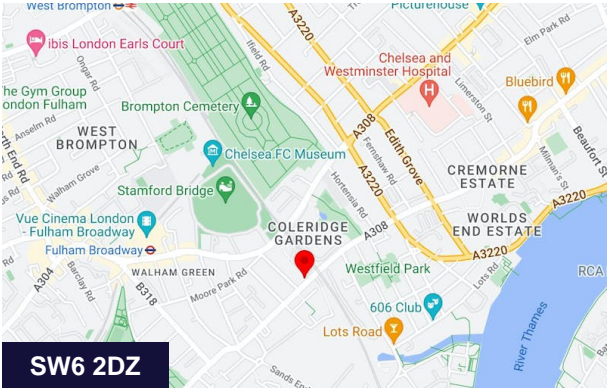 West Brompton
Picturehouse
A3220
Elm Park Rd
ibis London Earls Court
Ifield Rd
Ongar Rd
Chelsea and
Westminster Hospital
Bluebird
The Gym Group
London Fulham
Limerston St
Brompton Cemetery
Anselm Rd
A308
Beaufort St
WEST
BROMPTON
Edith Grove
Fernshaw Rd
Milman's St
North End Rd
Chelsea FC Museum
CREMORNE
ESTATE
Walham Grove
A3220
Stamford Bridge
Hortensia Rd
A3220
Vue Cinema London
- Fulham Broadway
COLERIDGE
GARDENS
A308
WORLDS
END ESTATE
Fulham Broadway
A3220
A304
Barclay Rd
WALHAM GREEN
Westfield Park
Lots Rd
RCA
B318
Moore Park Rd
606 Club
River Thames
Lots Road
SW6 2DZ
Sands End